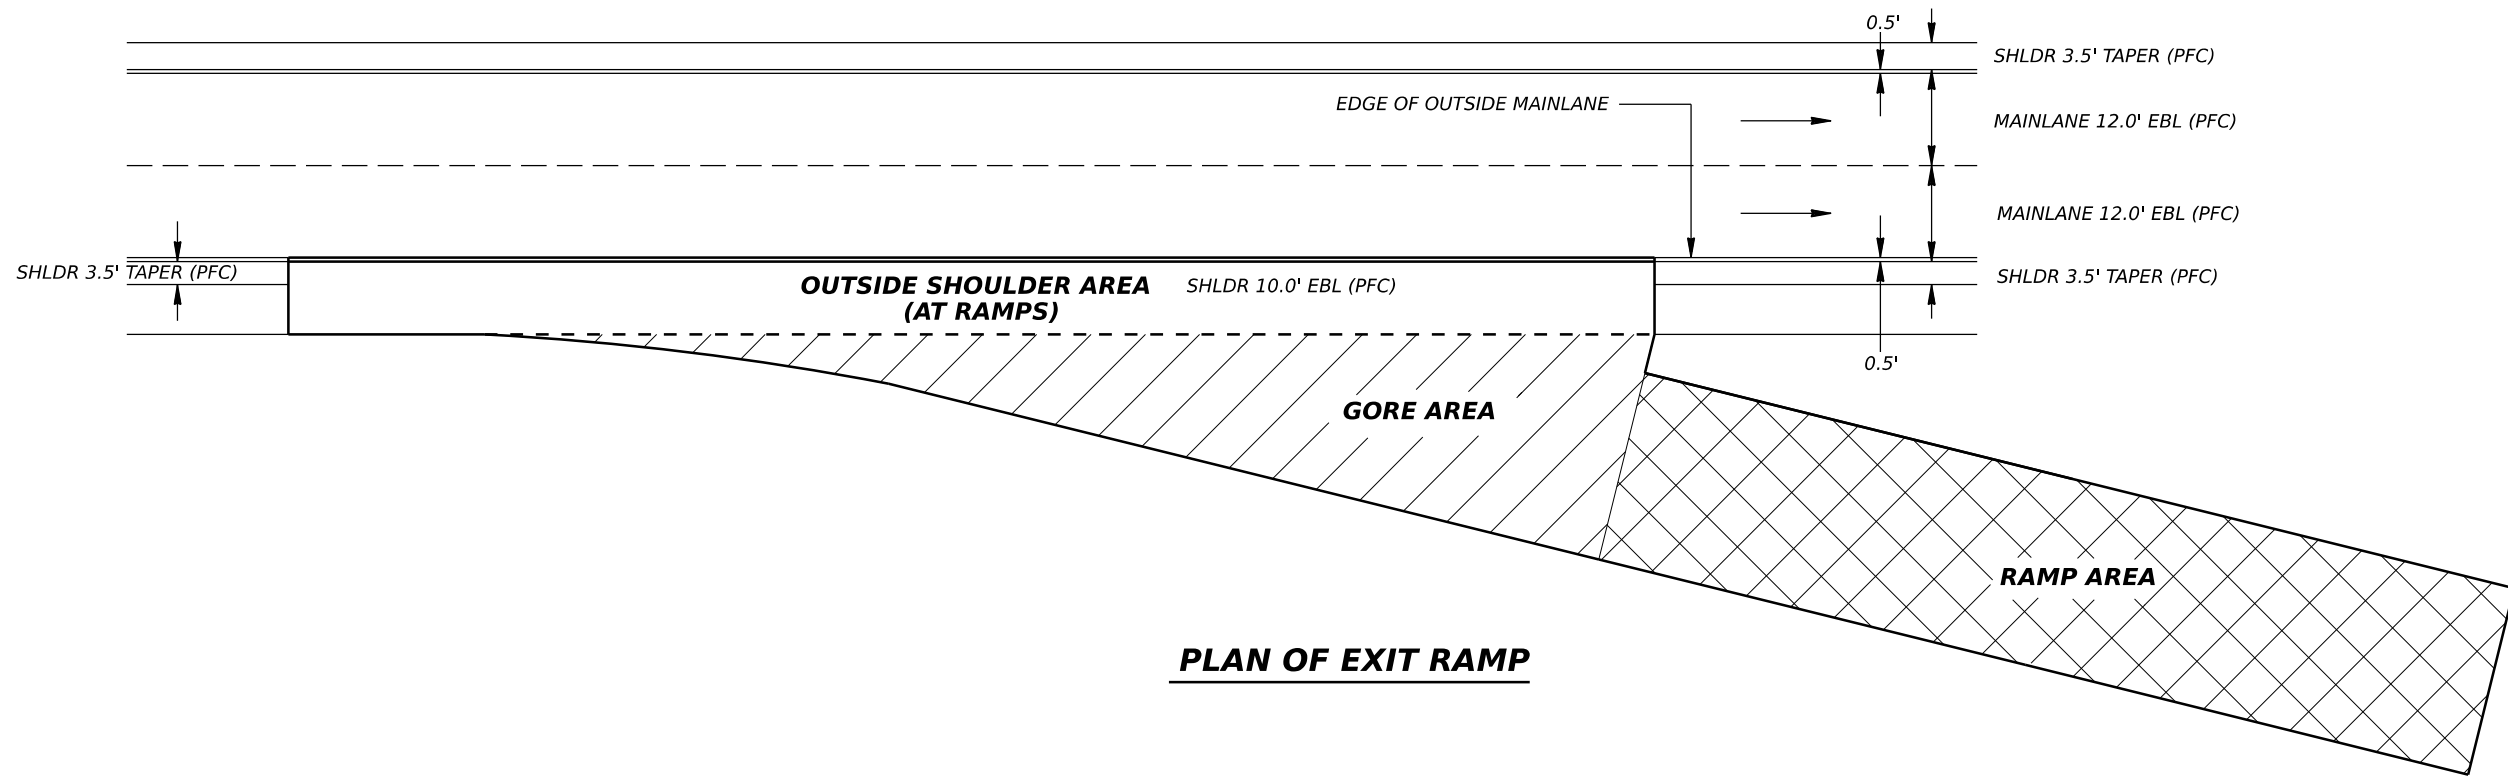 0.5'
SHLDR 3.5' TAPER (PFC)
EDGE OF OUTSIDE MAINLANE
MAINLANE 12.0' EBL (PFC)
MAINLANE 12.0' EBL (PFC)
SHLDR 3.5' TAPER (PFC)
OUTSIDE SHOULDER AREA
(AT RAMPS)
SHLDR 10.0' EBL (PFC)
SHLDR 3.5' TAPER (PFC)
0.5'
GORE AREA
RAMP AREA
PLAN OF EXIT RAMP